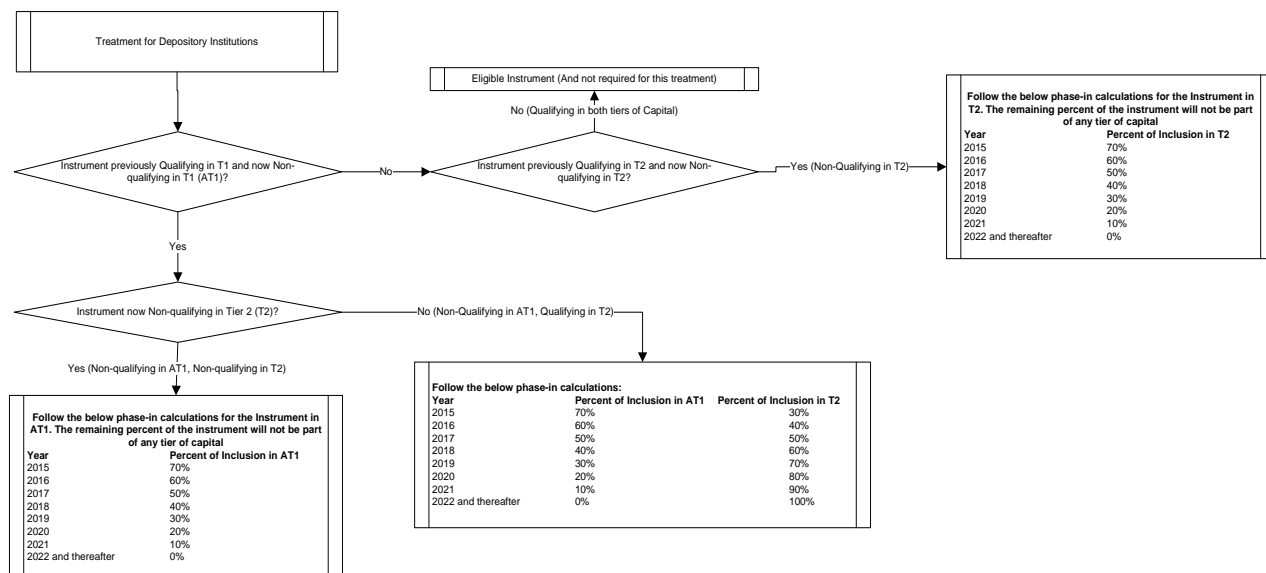 Treatment for Depository Institutions
Eligible Instrument (And not required for this treatment)
No (Qualifying in both tiers of Capital)
Instrument previously Qualifying in T1 and now Non-
qualifying in T1 (AT1)?
No
Instrument previously Qualifying in T2 and now Non-
qualifying in T2?
Yes (Non-Qualifying in T2)
Follow the below phase-in calculations for the Instrument in
T2. The remaining percent of the instrument will not be part
of any tier of capital
Year Percent of Inclusion in T2
2015 70%
2016 60%
2017 50%
2018 40%
2019 30%
2020 20%
2021 10%
2022 and thereafter 0%
Yes
Instrument now Non-qualifying in Tier 2 (T2)?
No (Non-Qualifying in AT1, Qualifying in T2)
Yes (Non-qualifying in AT1, Non-qualifying in T2)
Follow the below phase-in calculations for the Instrument in
AT1. The remaining percent of the instrument will not be part
of any tier of capital
Year Percent of Inclusion in AT1
2015 70%
2016 60%
2017 50%
2018 40%
2019 30%
2020 20%
2021 10%
2022 and thereafter 0%
Follow the below phase-in calculations:
Year Percent of Inclusion in AT1 Percent of Inclusion in T2
2015 70% 30%
2016 60% 40%
2017 50% 50%
2018 40% 60%
2019 30% 70%
2020 20% 80%
2021 10% 90%
2022 and thereafter 0% 100%